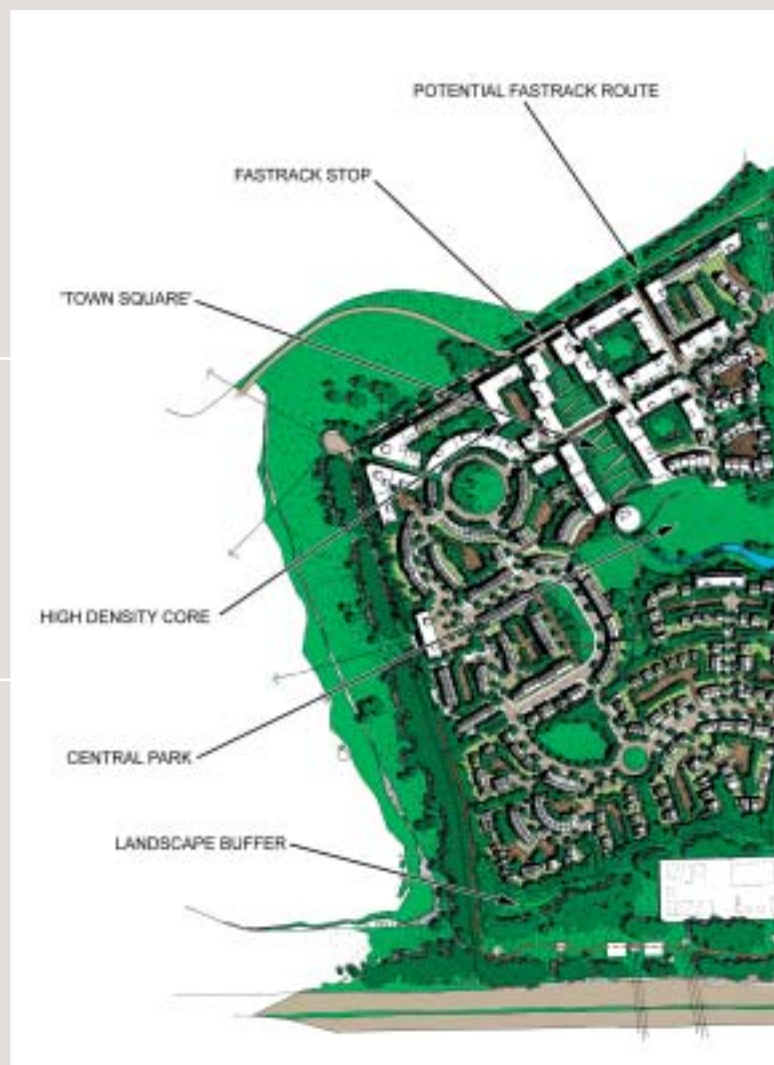 POTENTIAL FASTRACK ROUTE
FASTRACK STOP
'TOWN SQUARE'
HIGH DENSITY CORE
CENTRAL PARK
LANDSCAPE BUFFER